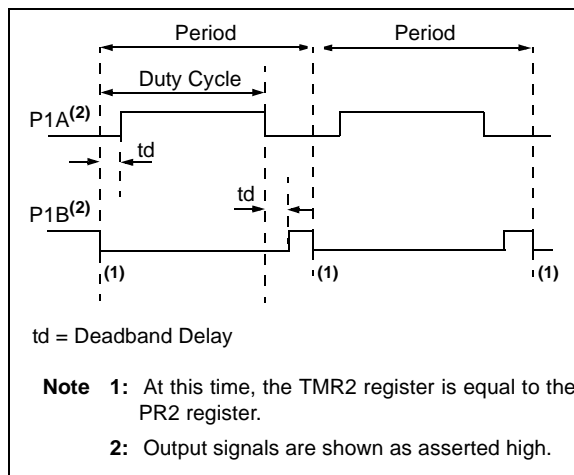 Period Period
Duty Cycle
P1A(2)
td
td
P1B(2)
(1) (1) (1)
td = Deadband Delay
Note 1: At this time, the TMR2 register is equal to the
PR2 register.
2: Output signals are shown as asserted high.